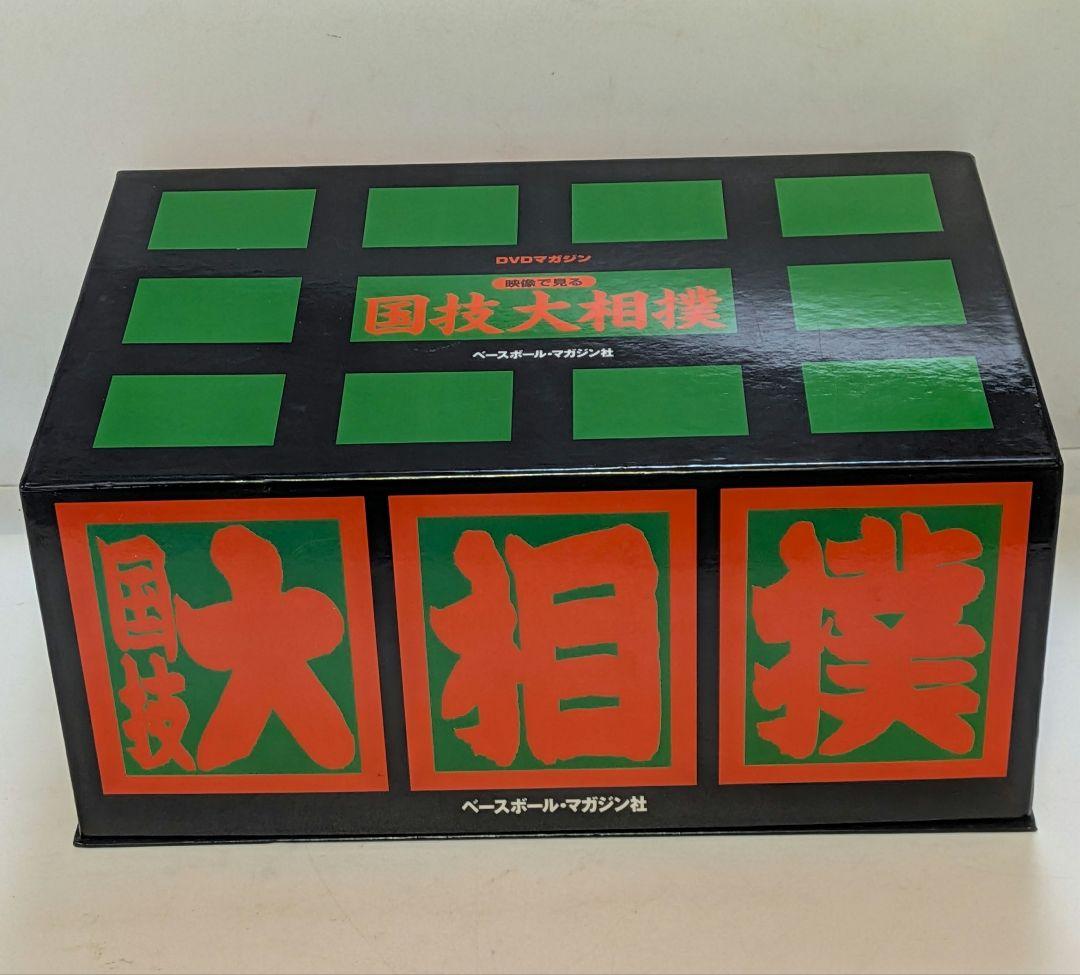 DVDマガジン
映像で見る
国技大相撲
ベースボール・マガジン社
国技大相撲
ベースボール・マガジン社